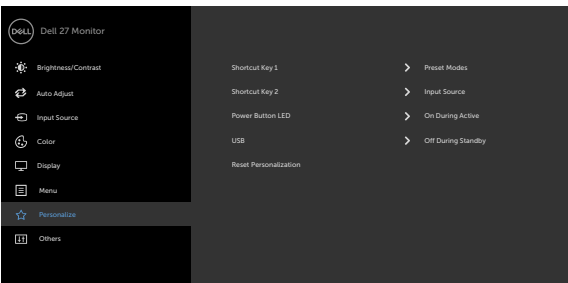 DELL Dell 27 Monitor
Brightness/Contrast
Auto Adjust
Input Source
Color
Display
Menu
Personalize
Others
Shortcut Key 1 Preset Modes
Shortcut Key 2 Input Source
Power Button LED On During Active
USB Off During Standby
Reset Personalization